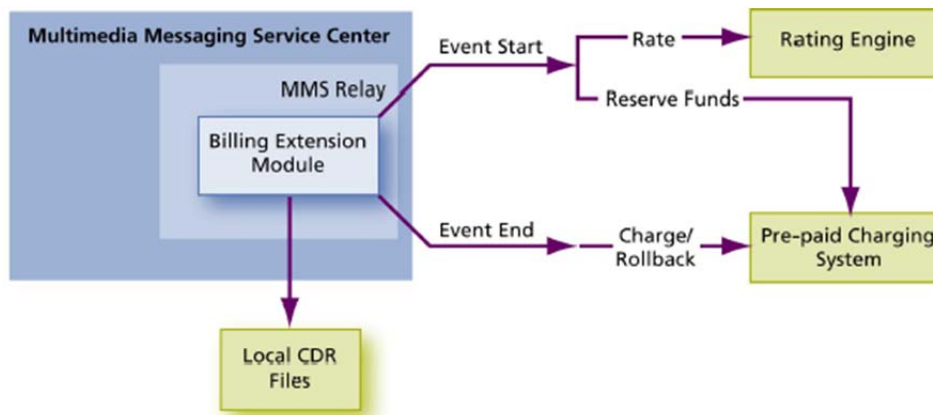 Multimedia Messaging Service Center
MMS Relay
Billing Extension
Module
Event Start
Rate
Rating Engine
Reserve Funds
Event End
Charge/
Rollback
Pre-paid Charging
System
Local CDR
Files